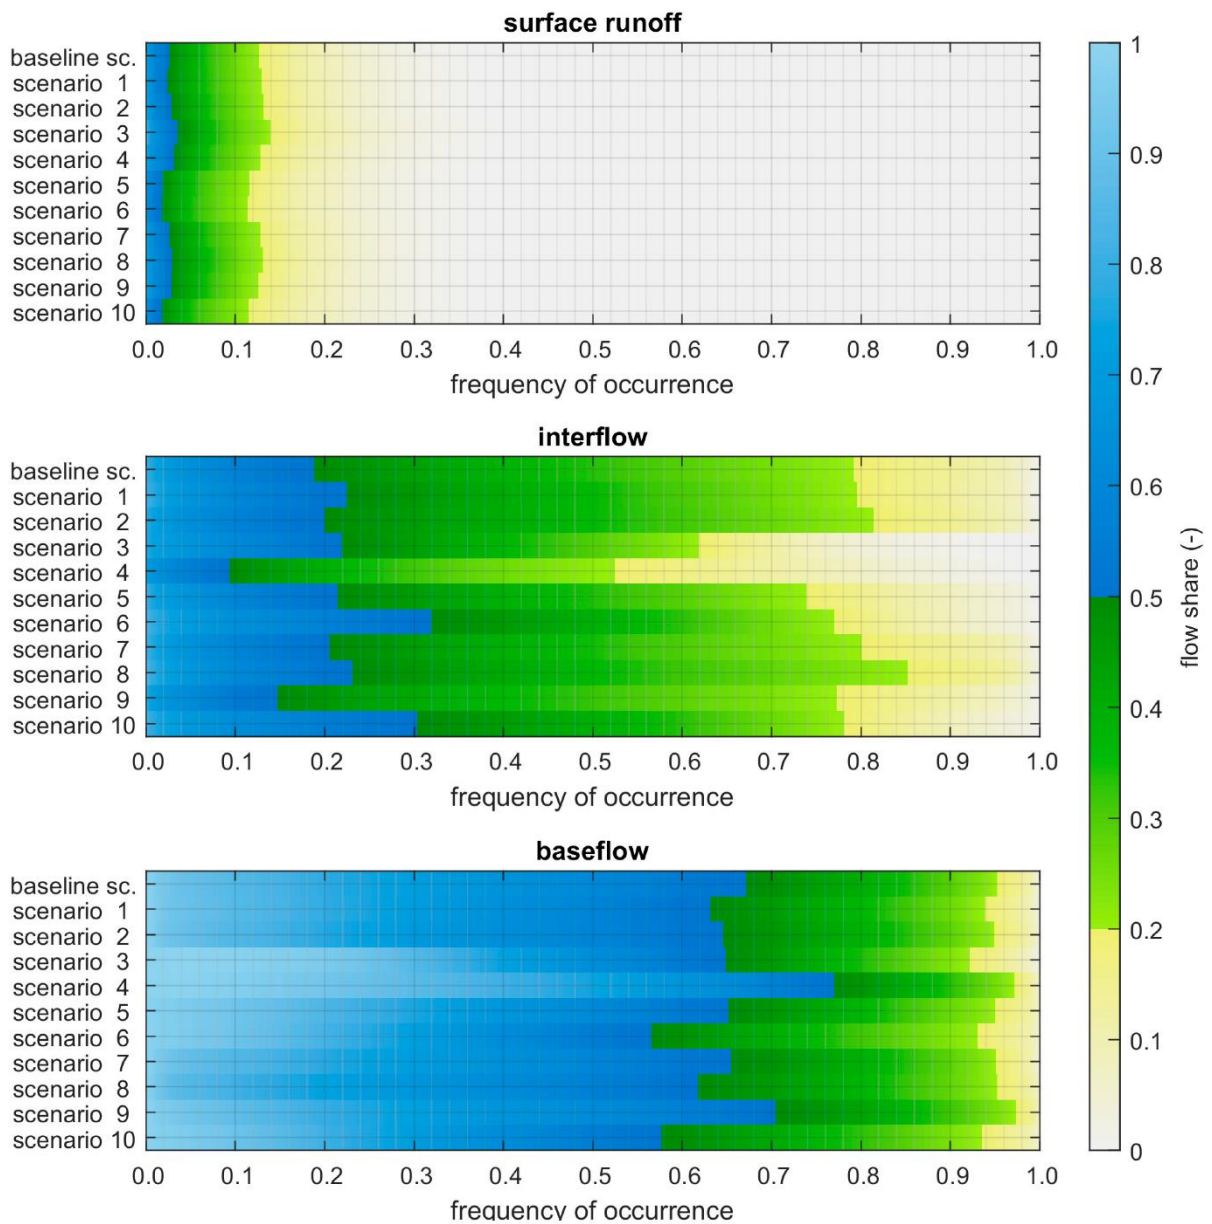 surface runoff
baseline sc.
scenario 1
scenario 2
scenario 3
scenario 4
scenario 5
scenario 6
scenario 7
scenario 8
scenario 9
scenario 10
0.0 0.1 0.2 0.3 0.4 0.5 0.6 0.7 0.8 0.9 1.0
frequency of occurrence
interflow
baseline sc.
scenario 1
scenario 2
scenario 3
scenario 4
scenario 5
scenario 6
scenario 7
scenario 8
scenario 9
scenario 10
0.0 0.1 0.2 0.3 0.4 0.5 0.6 0.7 0.8 0.9 1.0
frequency of occurrence
baseflow
baseline sc.
scenario 1
scenario 2
scenario 3
scenario 4
scenario 5
scenario 6
scenario 7
scenario 8
scenario 9
scenario 10
0.0 0.1 0.2 0.3 0.4 0.5 0.6 0.7 0.8 0.9 1.0
frequency of occurrence
1
0.9
0.8
0.7
0.6
0.5
0.4
0.3
0.2
0.1
0
flow share (-)